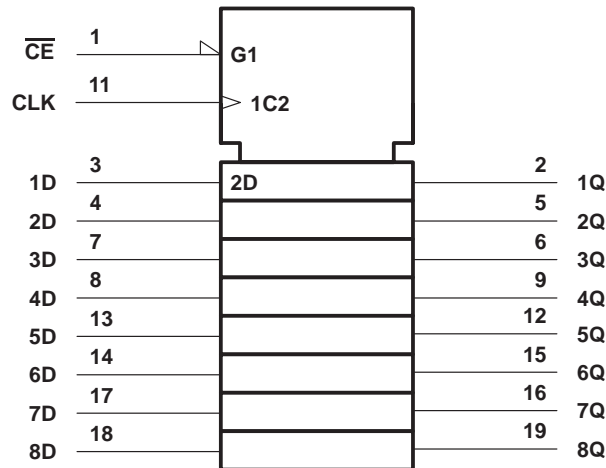 CE 1 G1
CLK 11 1C2
1D 3 2D 2 1Q
2D 4 5 2Q
3D 7 6 3Q
4D 8 9 4Q
5D 13 12 5Q
6D 14 15 6Q
7D 17 16 7Q
8D 18 19 8Q